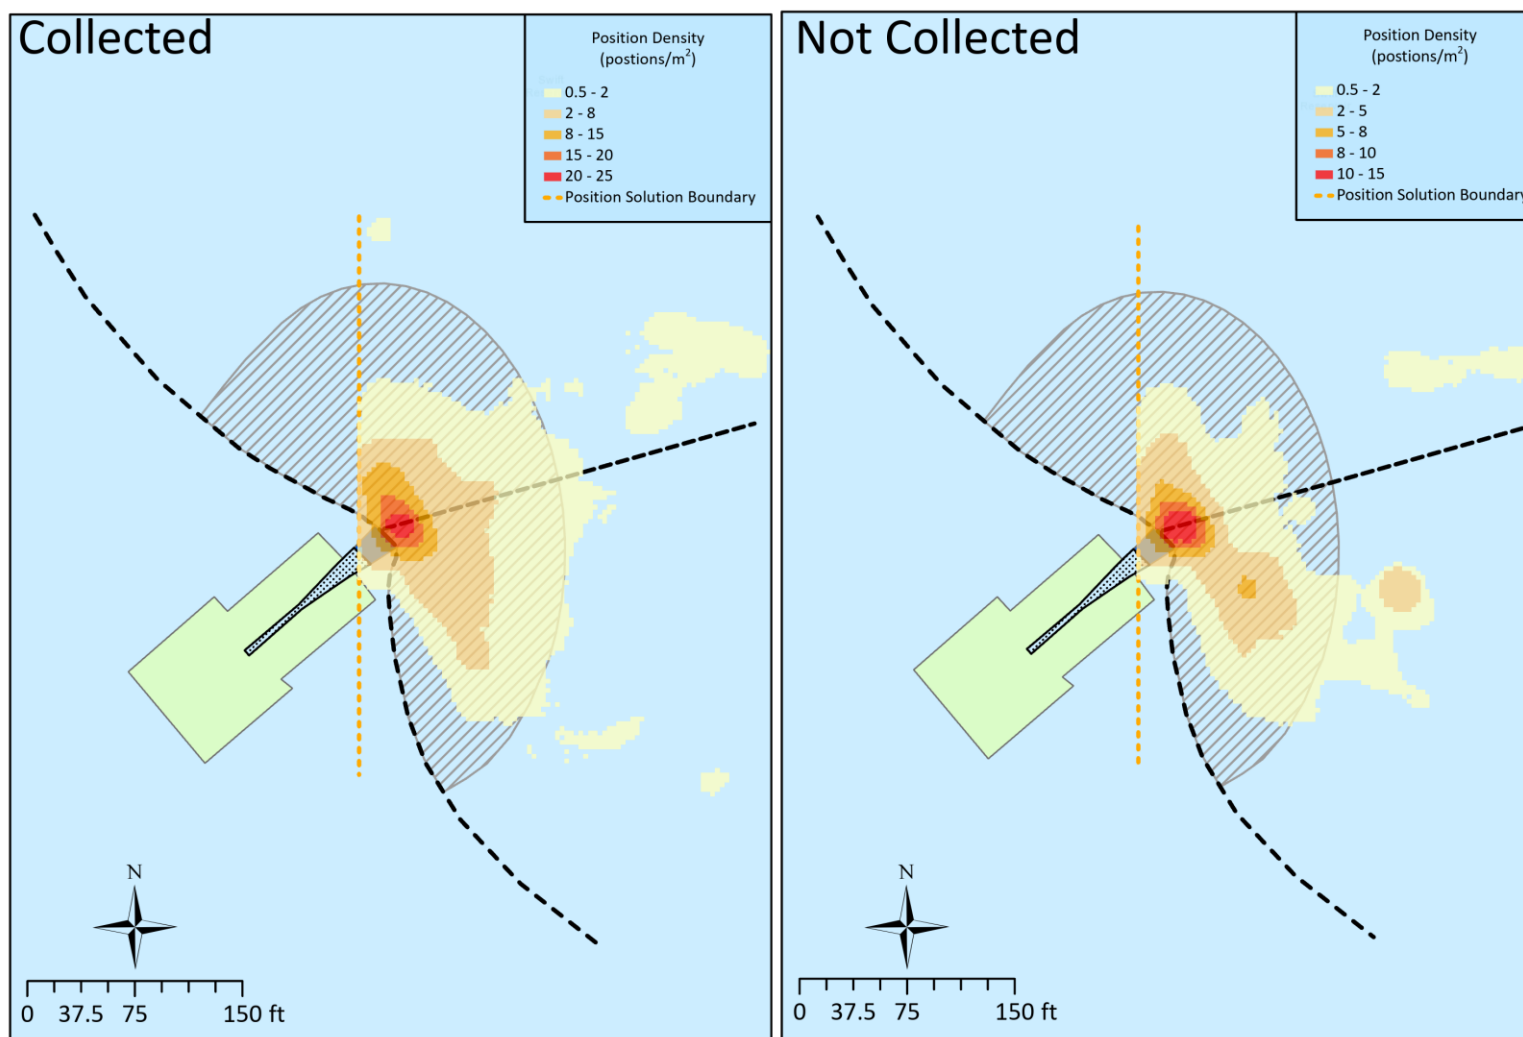 Collected
Position Density
(postions/m²)
0.5 - 2
2 - 8
8 - 15
15 - 20
20 - 25
Position Solution Boundary
N
0 37.5 75 150 ft
Not Collected
Position Density
(postions/m²)
0.5 - 2
2 - 5
5 - 8
8 - 10
10 - 15
Position Solution Boundary
N
0 37.5 75 150 ft